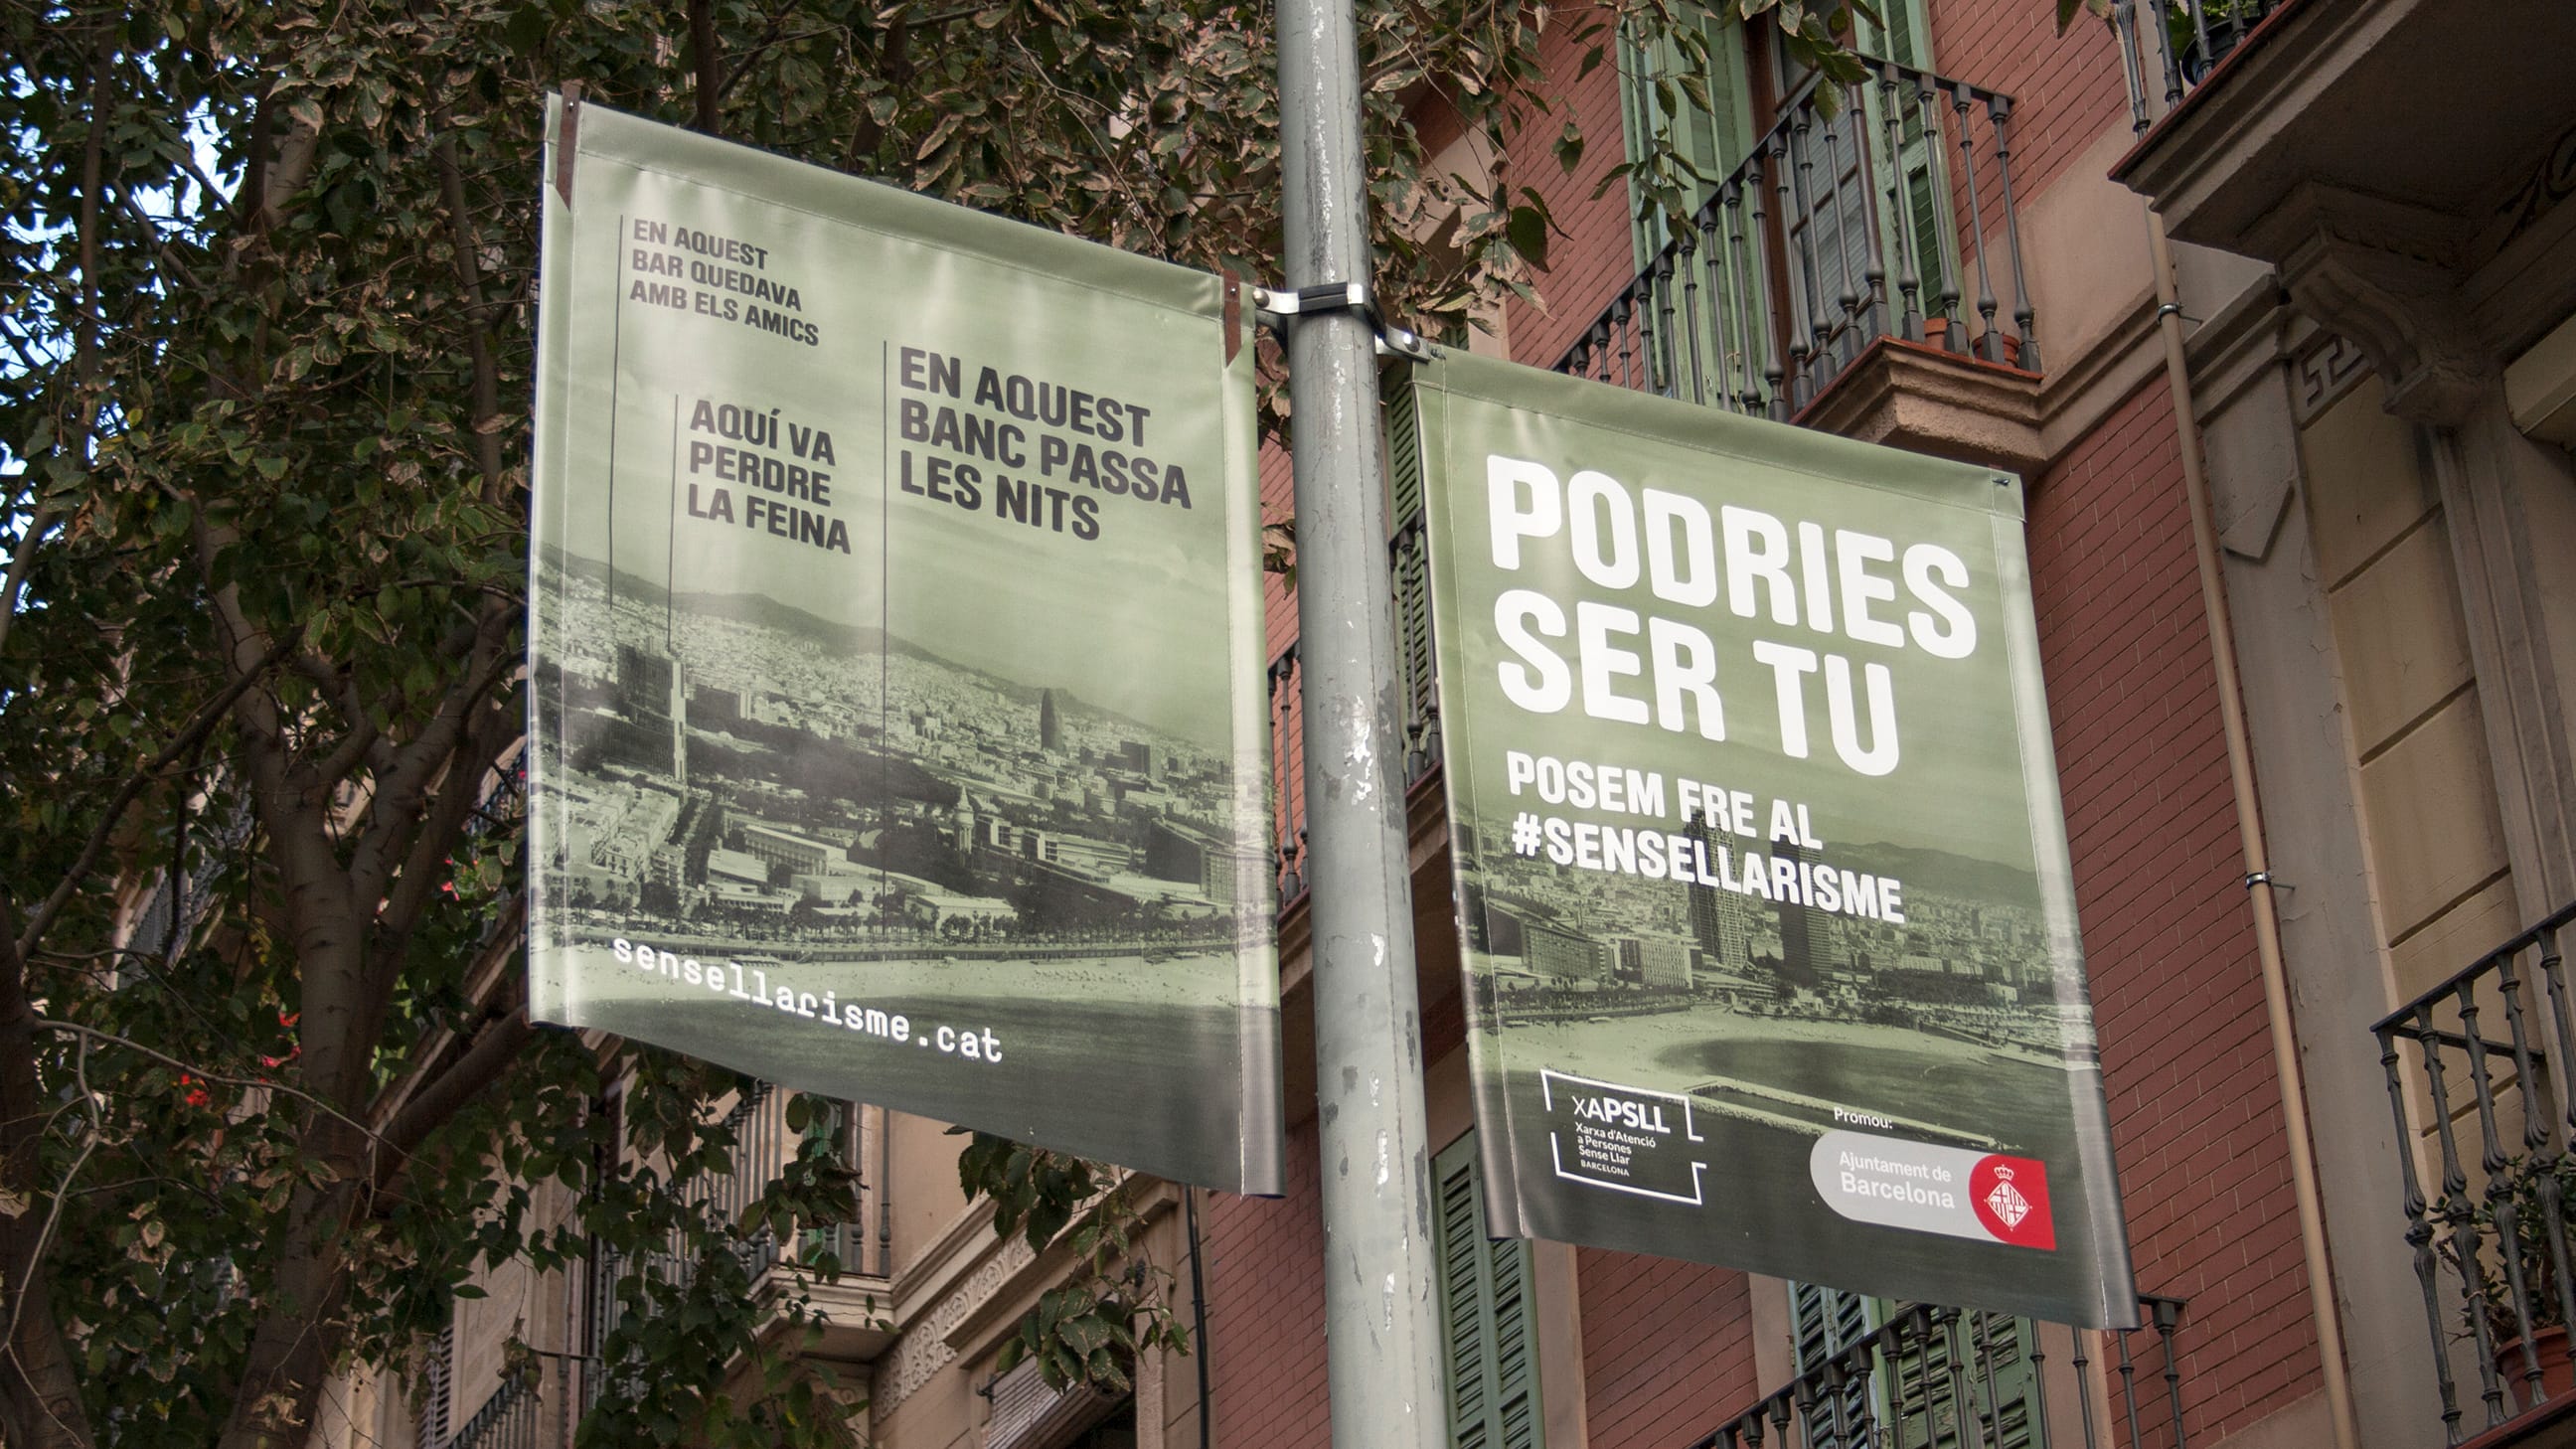 EN AQUEST
BAR QUEDAVA
AMB ELS AMICS
AQUÍ VA
PERDRE
LA FEINA
EN AQUEST
BANC PASSA
LES NITS
sensellarisme.cat
PODRIES
SER TU
POSEM FRE AL
#SENSELLARISME
XAPSLL
Xarxa d'Atenció
a Persones
Sense Llar
BARCELONA
Promou:
Ajuntament de
Barcelona